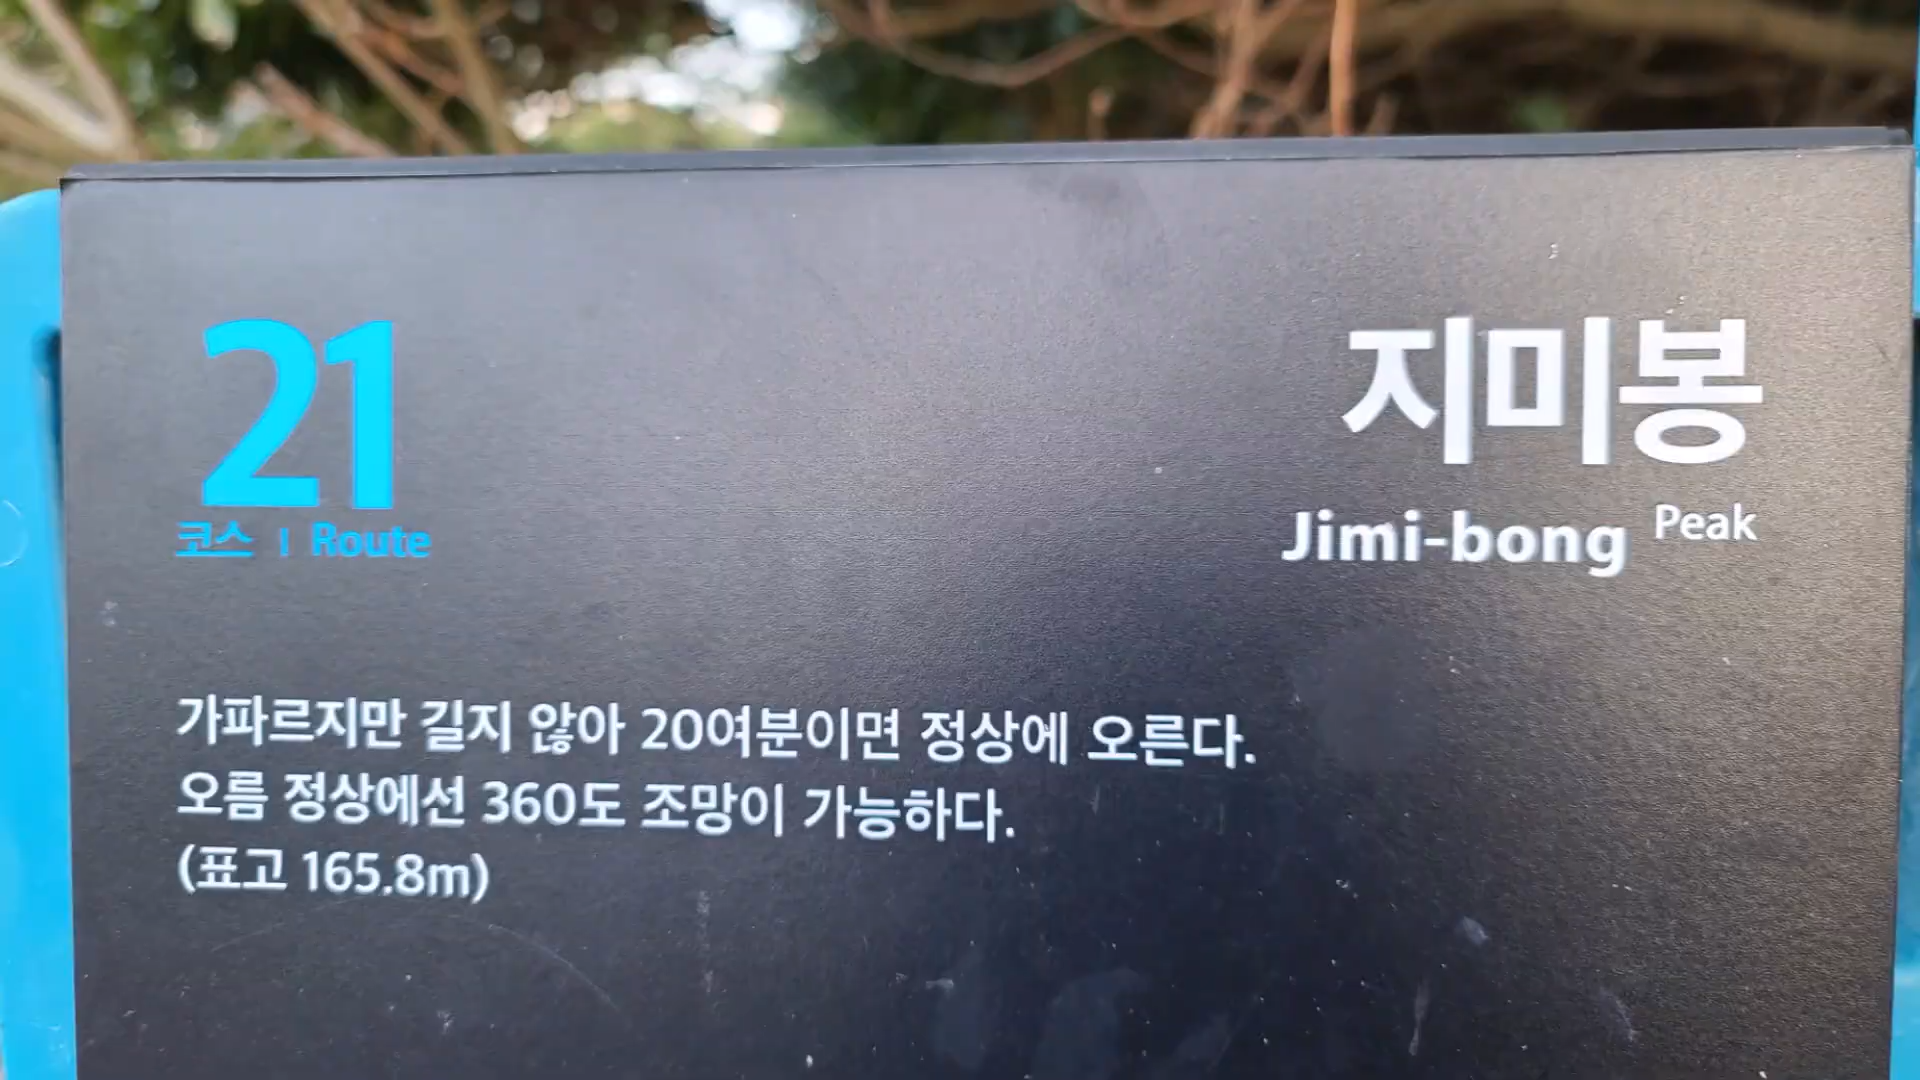 21
코스 | Route
지미봉
Jimi-bong Peak
가파르지만 길지 않아 20여분이면 정상에 오른다.
오름 정상에선 360도 조망이 가능하다.
(표고 165.8m)